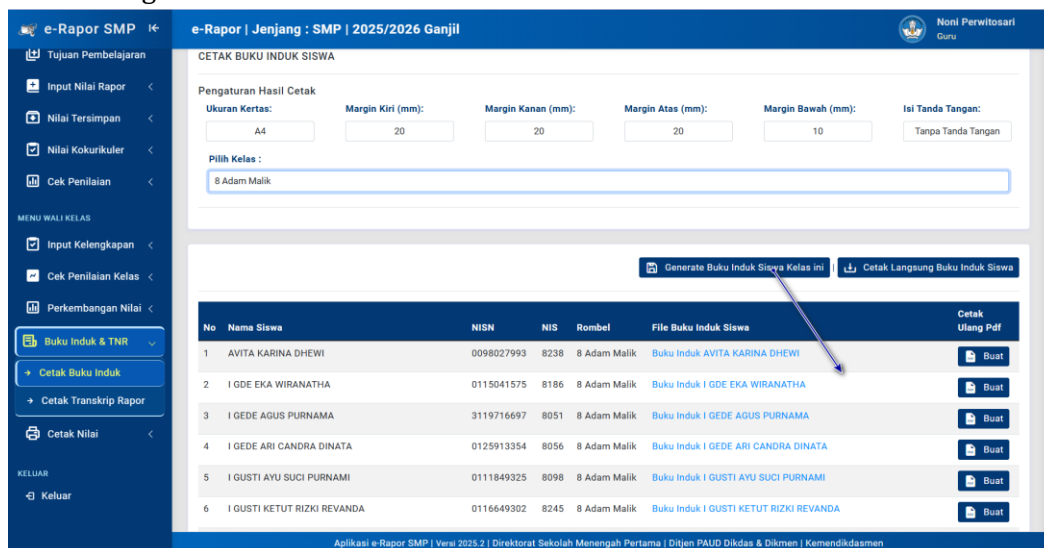 e-Rapor SMP
e-Rapor | Jenjang : SMP | 2025/2026 Ganjil
Noni Perwitosari
Guru
Tujuan Pembelajaran
Input Nilai Rapor
Nilai Tersimpan
Nilai Kokurikuler
Cek Penilaian
MENU WALI KELAS
Input Kelengkapan
Cek Penilaian Kelas
Perkembangan Nilai
Buku Induk & TNR
Cetak Buku Induk
Cetak Transkrip Rapor
Cetak Nilai
KELUAR
Keluar
CETAK BUKU INDUK SISWA
Pengaturan Hasil Cetak
Ukuran Kertas: Margin Kiri (mm): Margin Kanan (mm): Margin Atas (mm): Margin Bawah (mm): Isi Tanda Tangan:
A4 20 20 20 10 Tanpa Tanda Tangan
Pilih Kelas :
8 Adam Malik
Generate Buku Induk Siswa Kelas ini | Cetak Langsung Buku Induk Siswa
No Nama Siswa NISN NIS Rombel File Buku Induk Siswa Cetak Ulang Pdf
1 AVITA KARINA DHEWI 0098027993 8238 8 Adam Malik Buku Induk AVITA KARINA DHEWI Buat
2 I GDE EKA WIRANATHA 0115041575 8186 8 Adam Malik Buku Induk I GDE EKA WIRANATHA Buat
3 I GEDE AGUS PURNAMA 3119716697 8051 8 Adam Malik Buku Induk I GEDE AGUS PURNAMA Buat
4 I GEDE ARI CANDRA DINATA 0125913354 8056 8 Adam Malik Buku Induk I GEDE ARI CANDRA DINATA Buat
5 I GUSTI AYU SUCI PURNAMI 0111849325 8098 8 Adam Malik Buku Induk I GUSTI AYU SUCI PURNAMI Buat
6 I GUSTI KETUT RIZKI REVANDA 0116649302 8245 8 Adam Malik Buku Induk I GUSTI KETUT RIZKI REVANDA Buat
Aplikasi e-Rapor SMP | Versi 2025.2 | Direktorat Sekolah Menengah Pertama | Ditjen PAUD Dikdas & Dikmen | Kemendikdasmen